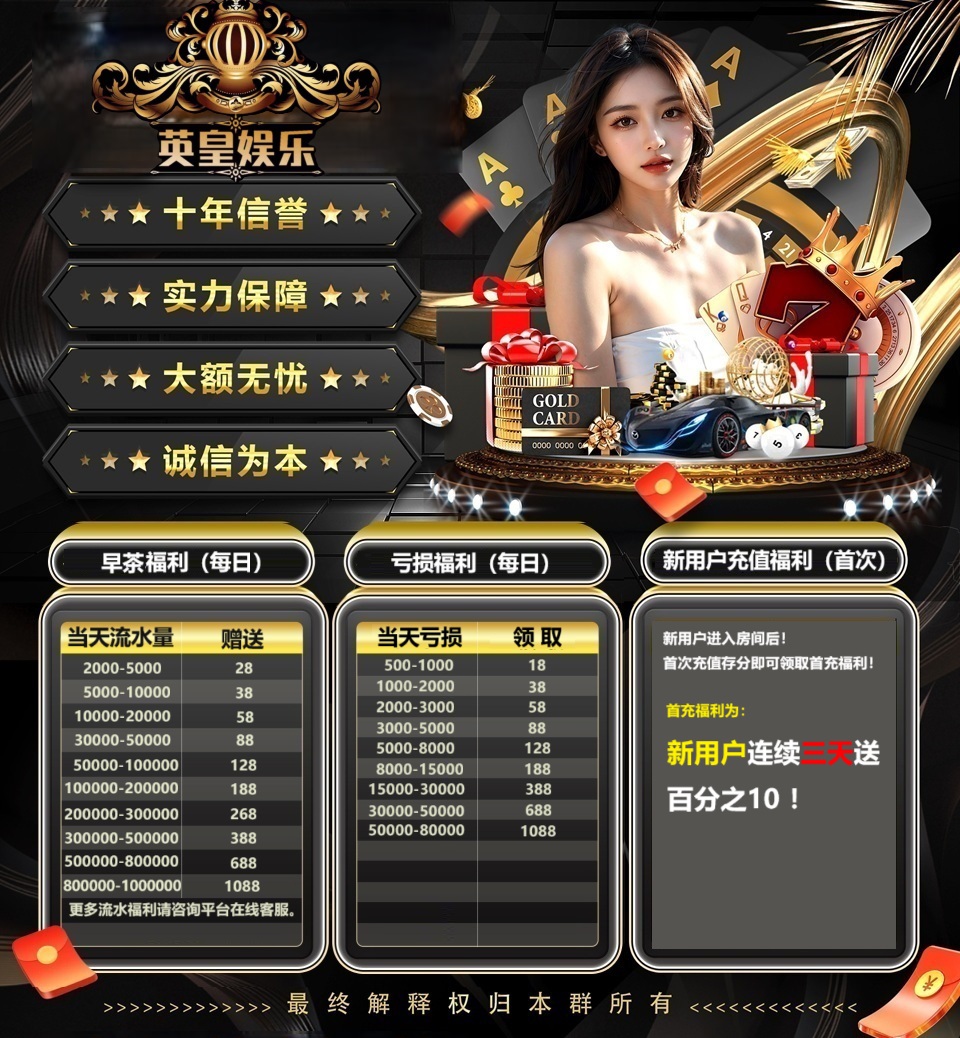 英皇娱乐
十年信誉
实力保障
大额无忧
诚信为本
A
A
A
K
7
4
21
GOLD
CARD
0000 0000
5
早茶福利（每日）
当天流水量 赠送
2000-5000 28
5000-10000 38
10000-20000 58
30000-50000 88
50000-100000 128
100000-200000 188
200000-300000 268
300000-500000 388
500000-800000 688
800000-1000000 1088
更多流水福利请咨询平台在线客服。
亏损福利（每日）
当天亏损 领 取
500-1000 18
1000-2000 38
2000-3000 58
3000-5000 88
5000-8000 128
8000-15000 188
15000-30000 388
30000-50000 688
50000-80000 1088
新用户充值福利（首次）
新用户进入房间后！
首次充值存分即可领取首充福利！
首充福利为：
新用户连续三天送
百分之10！
>>>>>>>>>>>>> 最终解释权归本群所有 <<<<<<<<<<<<<
¥